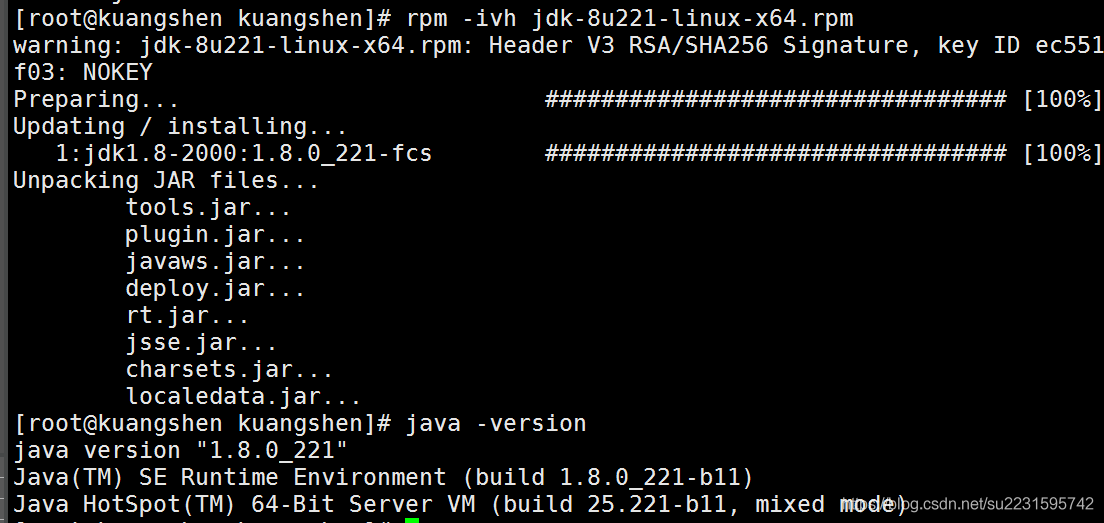 [root@kuangshen kuangshen]# rpm -ivh jdk-8u221-linux-x64.rpm
warning: jdk-8u221-linux-x64.rpm: Header V3 RSA/SHA256 Signature, key ID ec551
f03: NOKEY
Preparing...                          ################################# [100%]
Updating / installing...
   1:jdk1.8-2000:1.8.0_221-fcs        ################################# [100%]
Unpacking JAR files...
        tools.jar...
        plugin.jar...
        javaws.jar...
        deploy.jar...
        rt.jar...
        jsse.jar...
        charsets.jar...
        localedata.jar...
[root@kuangshen kuangshen]# java -version
java version "1.8.0_221"
Java(TM) SE Runtime Environment (build 1.8.0_221-b11)
Java HotSpot(TM) 64-Bit Server VM (build 25.221-b11, mixed mode)
https://blog.csdn.net/su2231595742